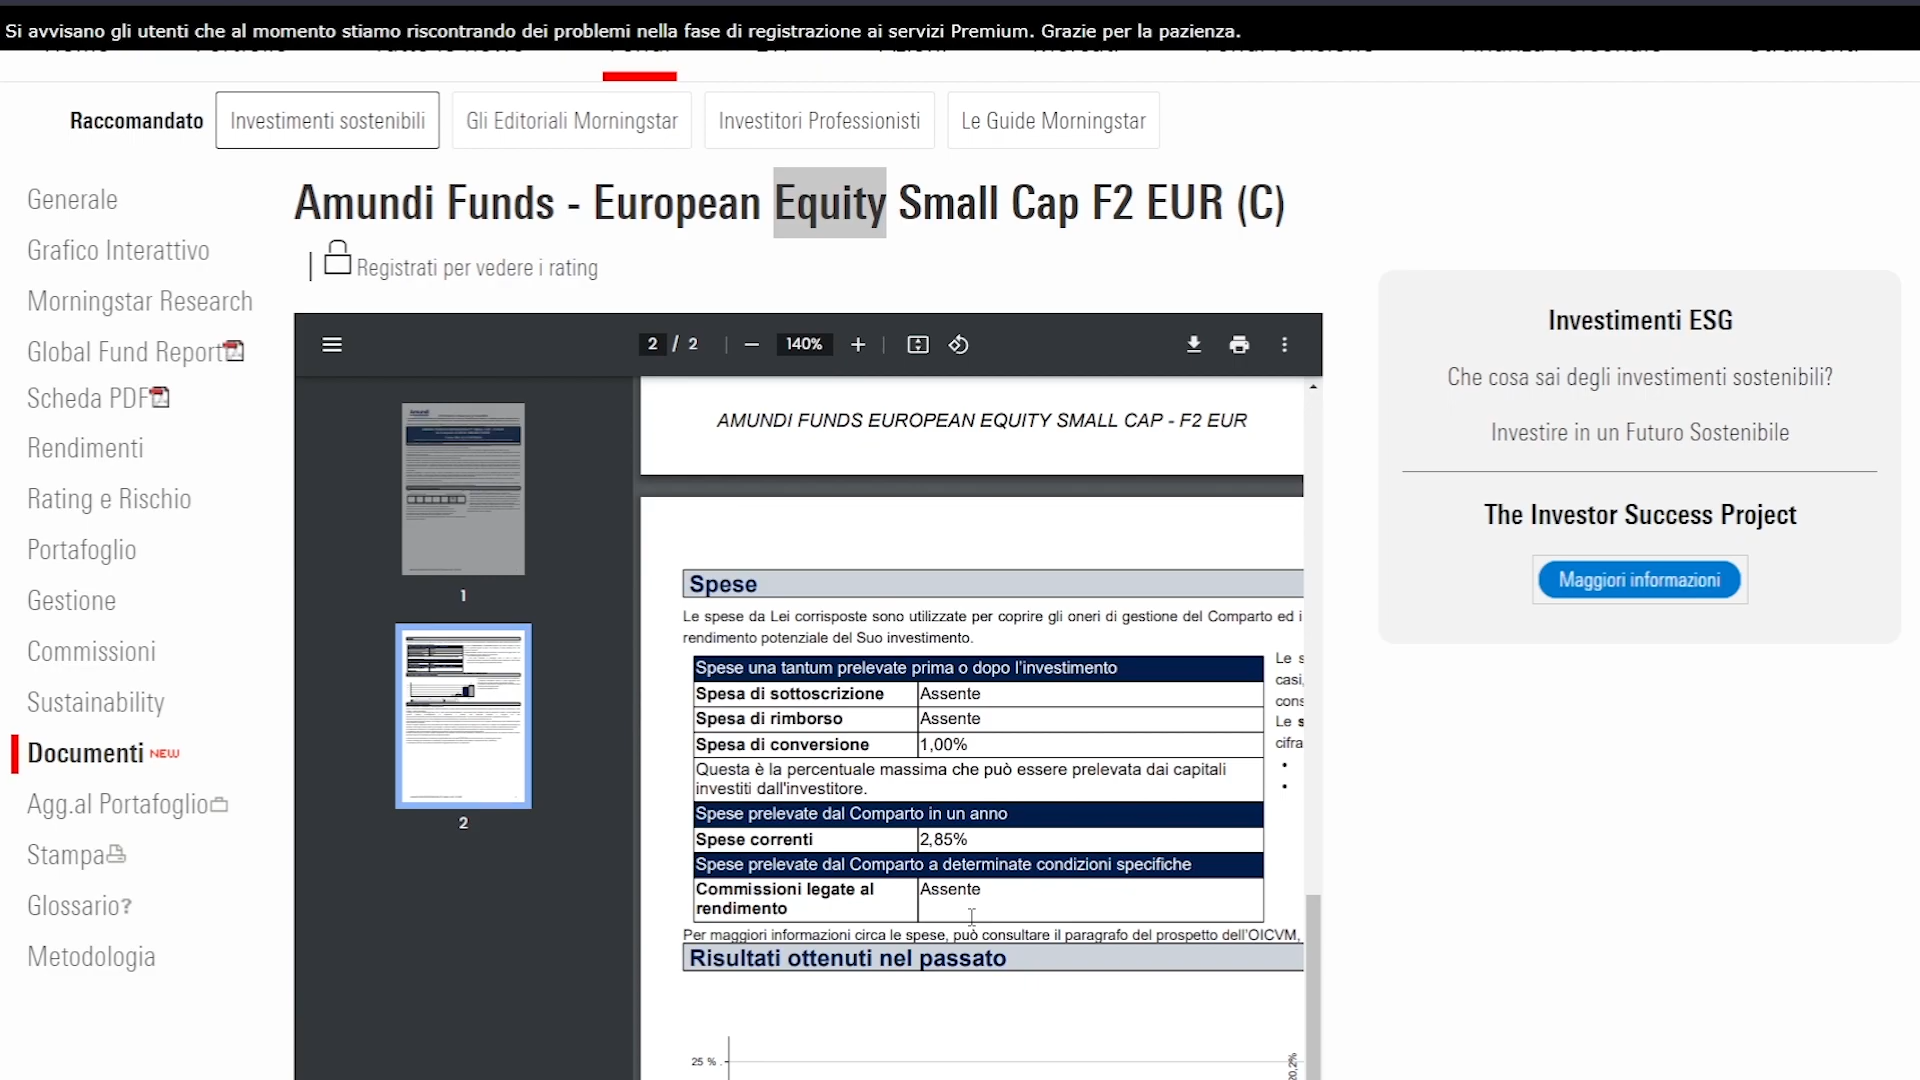 Si avvisano gli utenti che al momento stiamo riscontrando dei problemi nella fase di registrazione ai servizi Premium. Grazie per la pazienza.
Raccomandato
Investimenti sostenibili
Gli Editoriali Morningstar
Investitori Professionisti
Le Guide Morningstar
Generale
Grafico Interattivo
Morningstar Research
Global Fund Report
Scheda PDF
Rendimenti
Rating e Rischio
Portafoglio
Gestione
Commissioni
Sustainability
Documenti NEW
Agg.al Portafoglio
Stampa
Glossario?
Metodologia
Amundi Funds - European Equity Small Cap F2 EUR (C)
Registrati per vedere i rating
2 / 2
140%
1
2
AMUNDI FUNDS EUROPEAN EQUITY SMALL CAP - F2 EUR
Spese
Le spese da Lei corrisposte sono utilizzate per coprire gli oneri di gestione del Comparto ed i
rendimento potenziale del Suo investimento.
Spese una tantum prelevate prima o dopo l'investimento
Spesa di sottoscrizione Assente
Spesa di rimborso Assente
Spesa di conversione 1,00%
Questa è la percentuale massima che può essere prelevata dai capitali
investiti dall'investitore.
Spese prelevate dal Comparto in un anno
Spese correnti 2,85%
Spese prelevate dal Comparto a determinate condizioni specifiche
Commissioni legate al Assente
rendimento
Le s
casi,
cons
Le s
cifra
•
•
Per maggiori informazioni circa le spese, può consultare il paragrafo del prospetto dell'OICVM,
Risultati ottenuti nel passato
25 %
20,2%
Investimenti ESG
Che cosa sai degli investimenti sostenibili?
Investire in un Futuro Sostenibile
The Investor Success Project
Maggiori informazioni